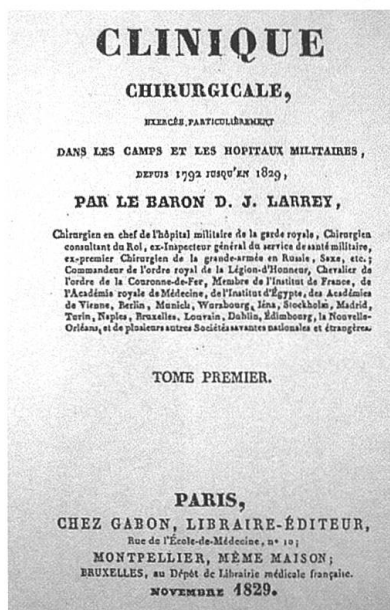 CLINIQUE
CHIRURGICALE,
EXERCÉE PARTICULIÈREMENT
DANS LES CAMPS ET LES HOPITAUX MILITAIRES,
DEPUIS 1792 JUSQU'EN 1829,
PAR LE BARON D. J. LARREY,
Chirurgien en chef de l'hôpital militaire de la garde royale, Chirurgien
consultant du Roi, ex-Inspecteur général du service de santé militaire,
ex-premier Chirurgien de la grande-armée en Russie, Saxe, etc.;
Commandeur de l'ordre royal de la Légion-d'Honneur, Chevalier de
l'ordre de la Couronne-de-Fer, Membre de l'Institut de France, de
l'Académie royale de Médecine, de l'Institut d'Égypte, des Académies
de Vienne, Berlin, Munich, Wursbourg, Iéna, Stockholm, Madrid,
Turin, Naples, Bruxelles, Louvain, Dublin, Édimbourg, la Nouvelle-
Orléans, et de plusieurs autres Sociétés savantes nationales et étrangères.
TOME PREMIER.
PARIS,
CHEZ GABON, LIBRAIRE-ÉDITEUR,
Rue de l'École-de-Médecine, nº 10;
MONTPELLIER, MÊME MAISON;
BRUXELLES, au Dépôt de Librairie médicale française.
NOVEMBRE 1829.